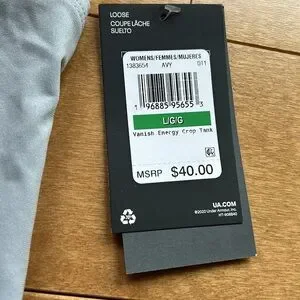 LOOSE
COUPE LÂCHE
SUELTO
WOMENS/FEMMES/MUJERES
1383654 AVY 011
1 96885 95655 3
LG/G
Vanish Energy Crop Tank
MSRP $40.00
UA.COM
©2020 Under Armour, Inc.